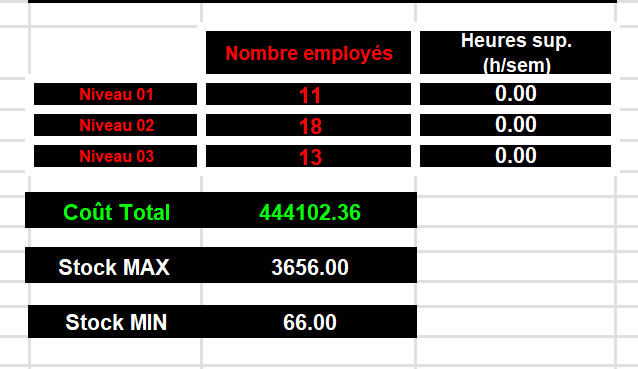 Nombre employés Heures sup.
(h/sem)
Niveau 01 11 0.00
Niveau 02 18 0.00
Niveau 03 13 0.00
Coût Total 444102.36
Stock MAX 3656.00
Stock MIN 66.00